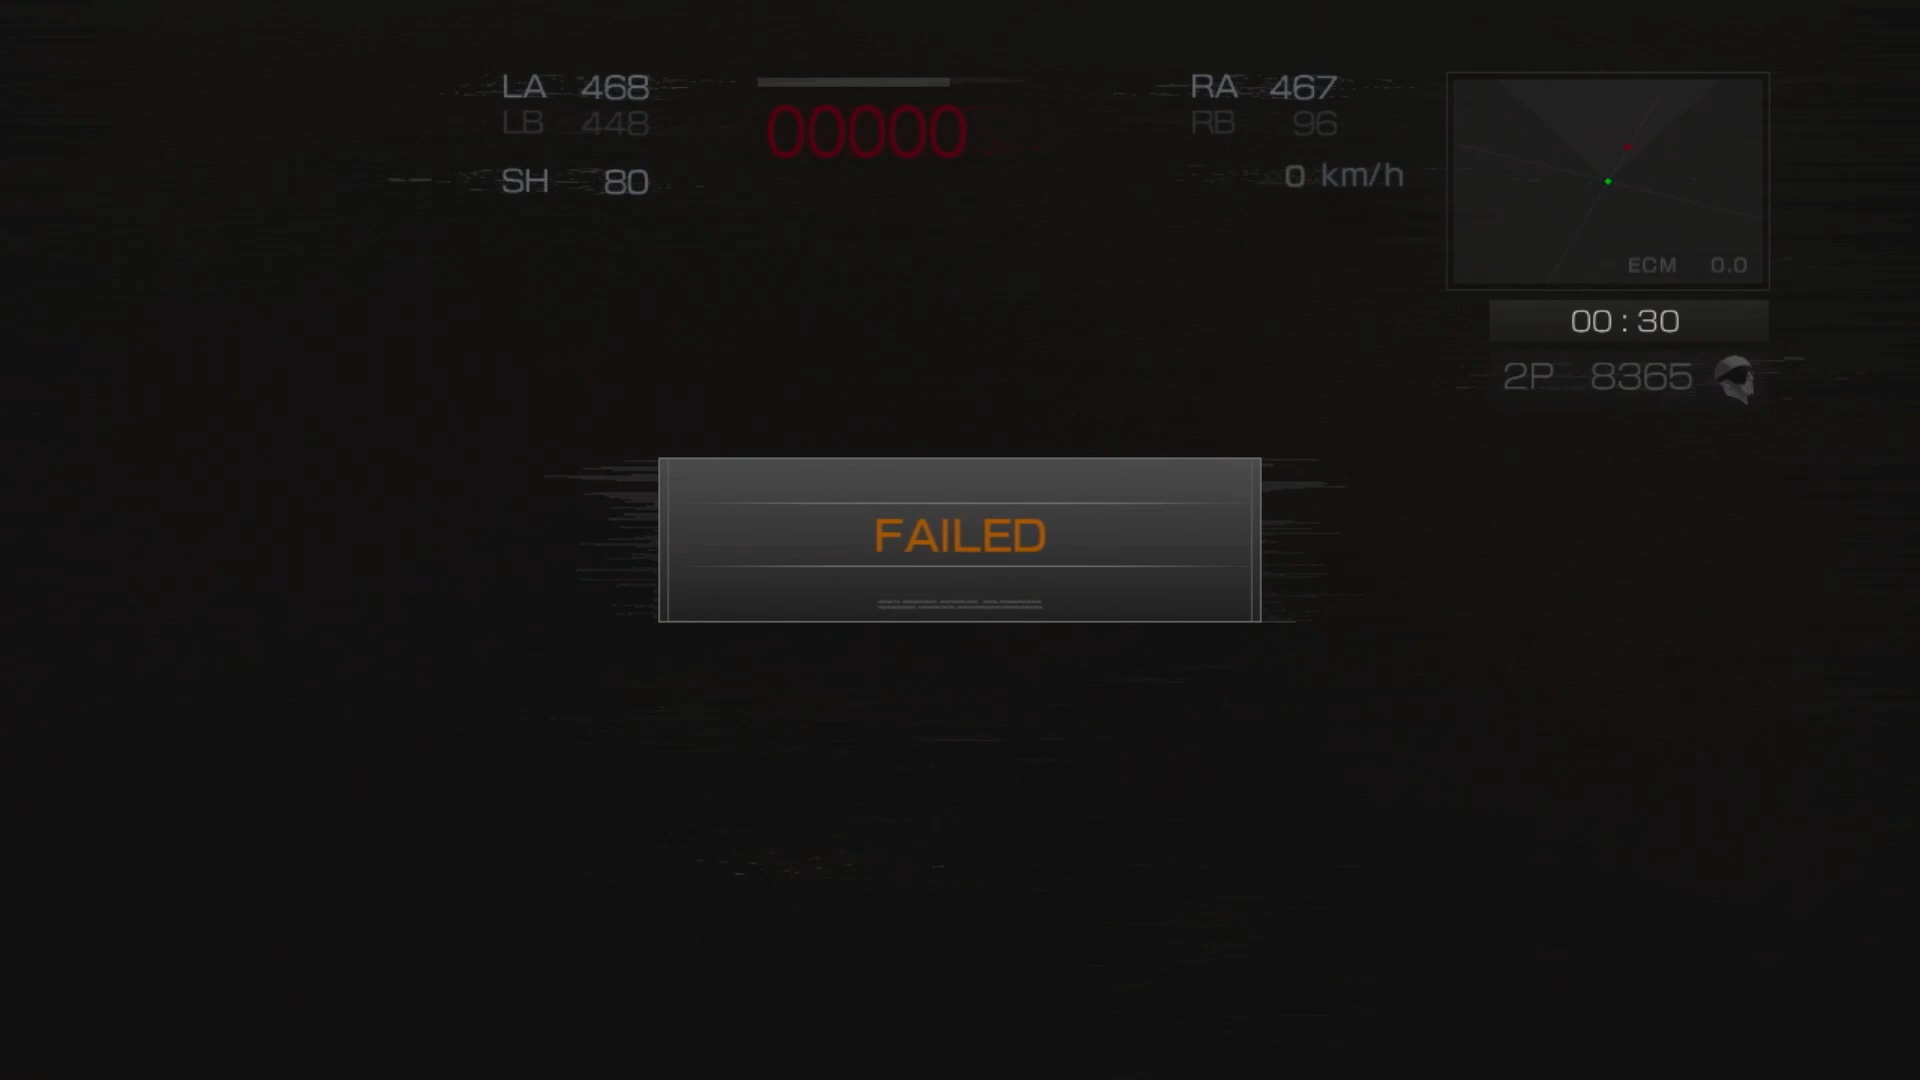 LA 468
LB 448
SH 80
00000
RA 467
RB 96
0 km/h
ECM 0.0
00 : 30
2P 8365
FAILED